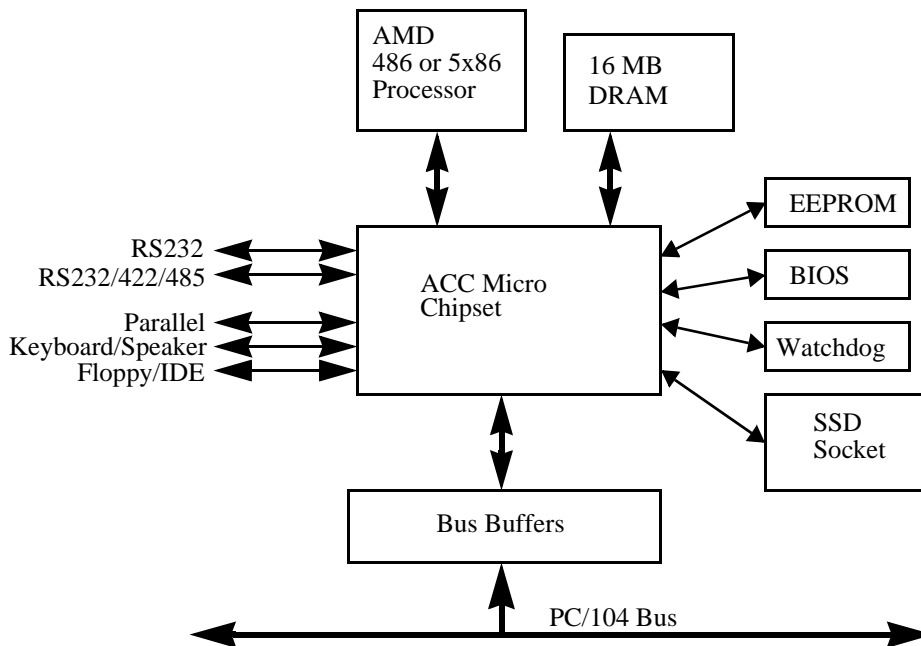 AMD
486 or 5x86
Processor
16 MB
DRAM
EEPROM
RS232
BIOS
RS232/422/485
ACC Micro
Chipset
Parallel
Keyboard/Speaker
Watchdog
Floppy/IDE
SSD
Socket
Bus Buffers
PC/104 Bus